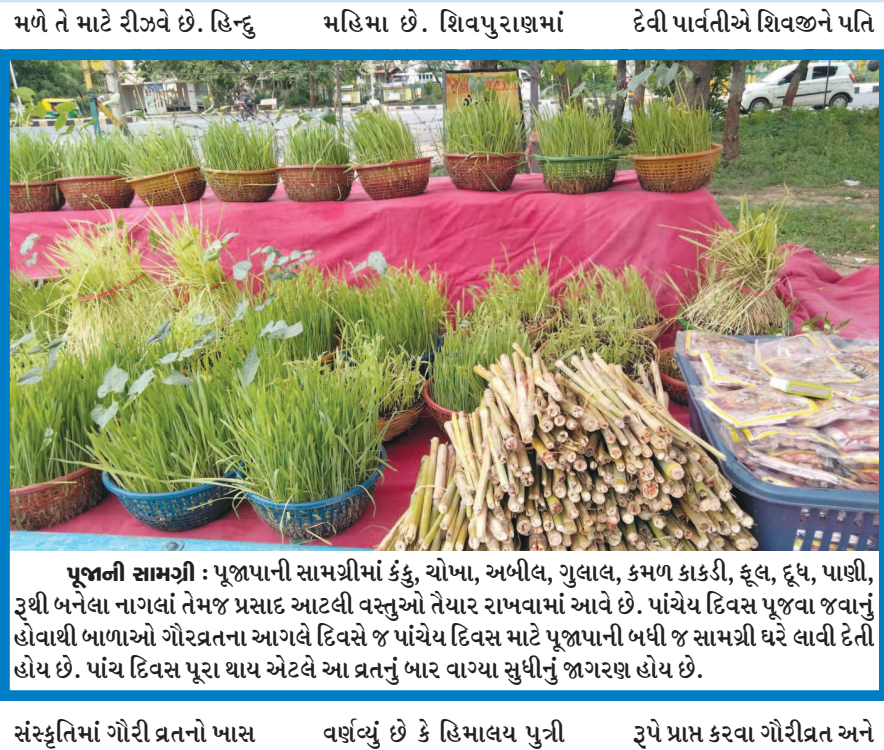 મળે તે માટે રીઝવે છે. હિન્દુ
મહિમા છે. શિવપુરાણમાં
દેવી પાર્વતીએ શિવજીને પતિ
પૂજાની સામગ્રી : પૂજાપાની સામગ્રીમાં કંકુ, ચોખા, અબીલ, ગુલાલ, કમળ કાકડી, ફૂલ, દૂધ, પાણી,
રૂથી બનેલા નાગલાં તેમજ પ્રસાદ આટલી વસ્તુઓ તૈયાર રાખવામાં આવે છે. પાંચેય દિવસ પૂજવા જવાનું
હોવાથી બાળાઓ ગૌરવ્રતના આગલે દિવસે જ પાંચેય દિવસ માટે પૂજાપાની બધી જ સામગ્રી ઘરે લાવી દેતી
હોય છે. પાંચ દિવસ પૂરા થાય એટલે આ વ્રતનું બાર વાગ્યા સુધીનું જાગરણ હોય છે.
સંસ્કૃતિમાં ગૌરી વ્રતનો ખાસ
વર્ણવ્યું છે કે હિમાલય પુત્રી
રૂપે પ્રાપ્ત કરવા ગૌરીવ્રત અને